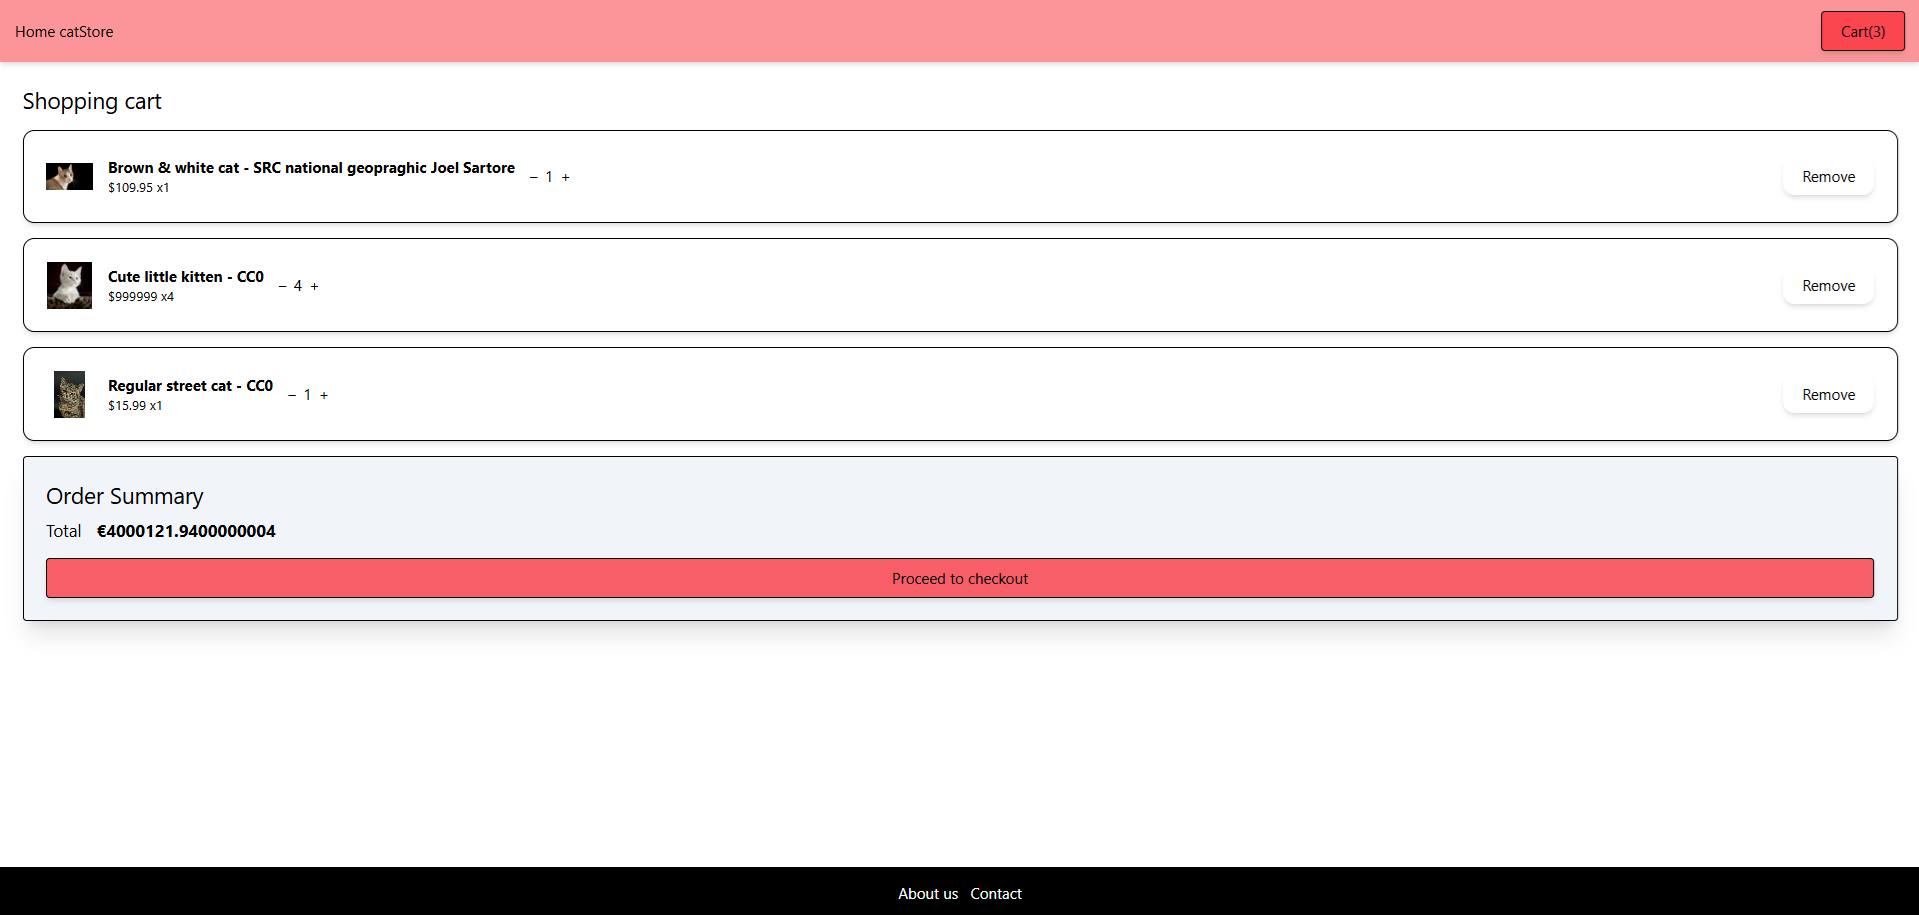 Home catStore
Cart(3)
Shopping cart
Brown & white cat - SRC national geopraghic Joel Sartore
$109.95 x1
– 1 +
Remove
Cute little kitten - CC0
$999999 x4
– 4 +
Remove
Regular street cat - CC0
$15.99 x1
– 1 +
Remove
Order Summary
Total €4000121.9400000004
Proceed to checkout
About us Contact